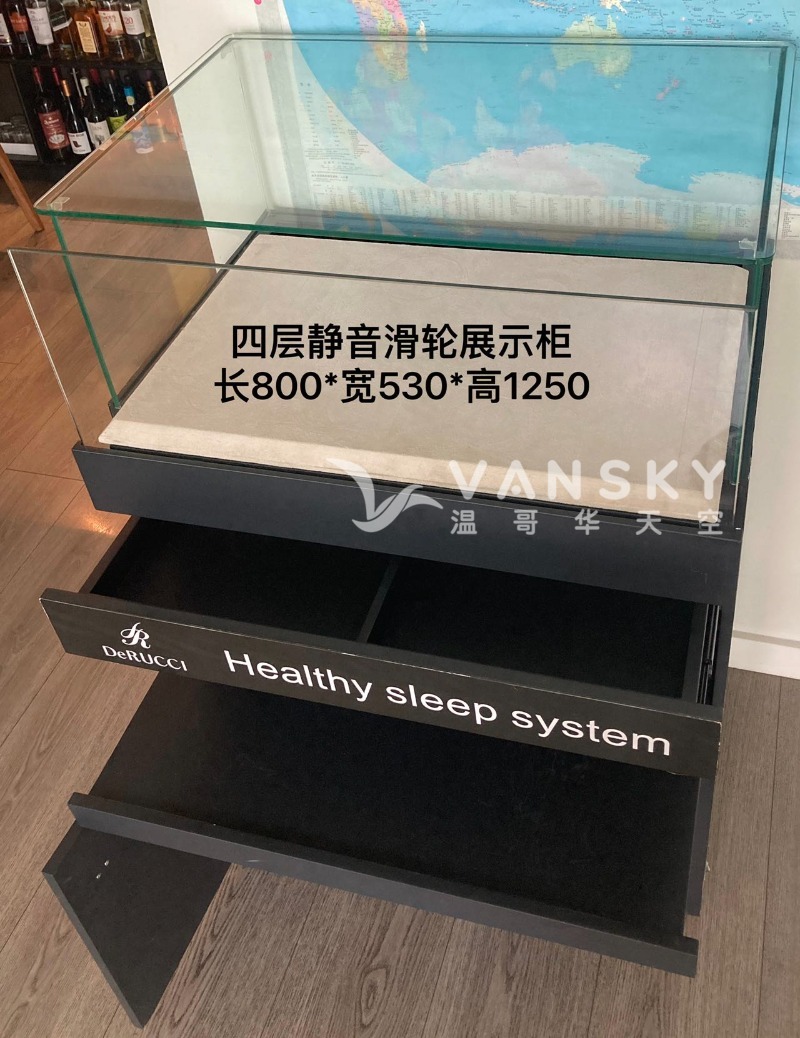 四层静音滑轮展示柜
长800*宽530*高1250
VANSKY
温哥华天空
DeRUCCI
Healthy sleep system